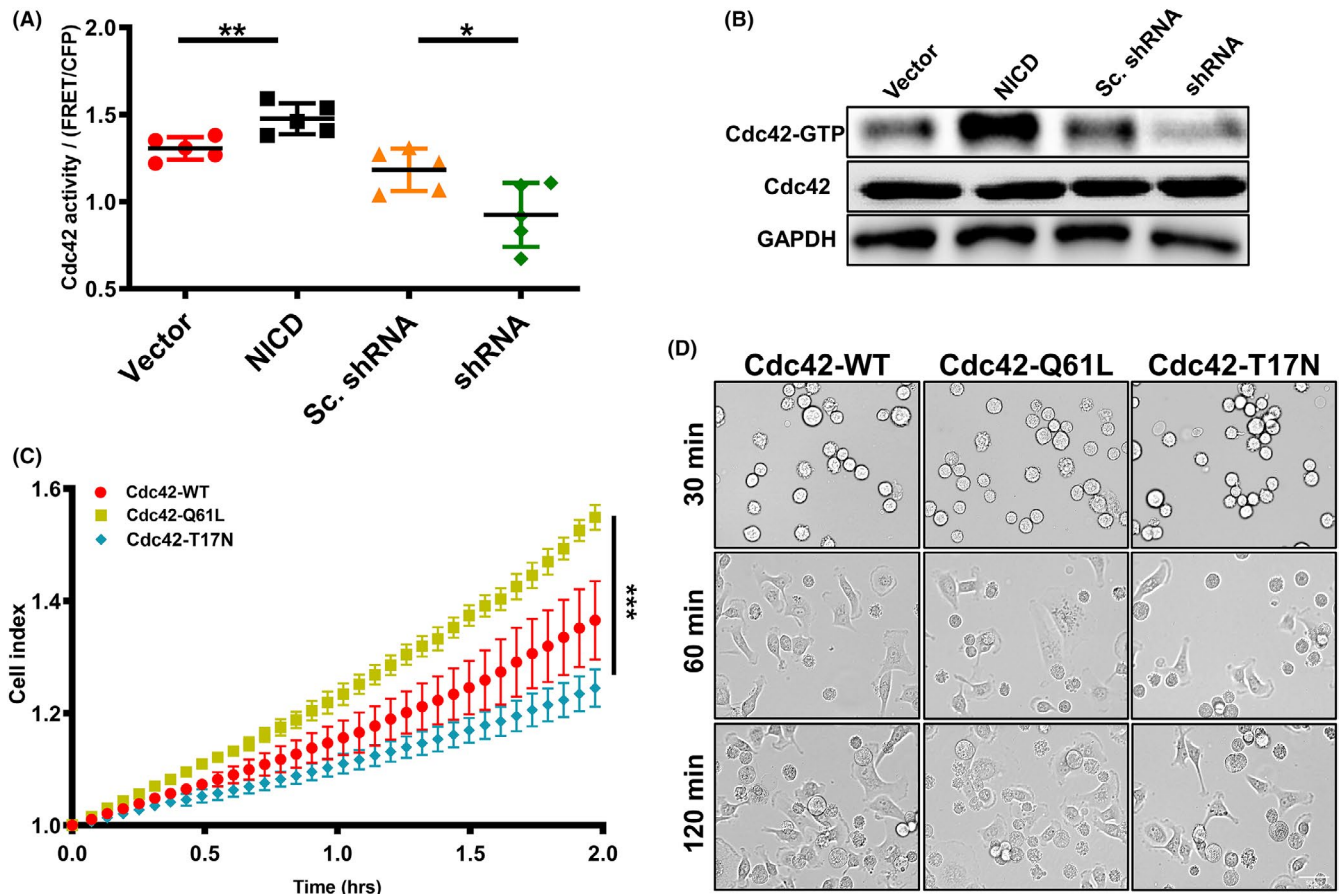 (A)
Cdc42 activity / (FRET/CFP)
2.0
1.5
1.0
0.5
**
*
Vector
NICD
Sc. shRNA
shRNA
(B)
Vector
NICD
Sc. shRNA
shRNA
Cdc42-GTP
Cdc42
GAPDH
(C)
Cell index
1.6
1.4
1.2
1.0
Cdc42-WT
Cdc42-Q61L
Cdc42-T17N
***
0.0
0.5
1.0
1.5
2.0
Time (hrs)
(D)
Cdc42-WT
Cdc42-Q61L
Cdc42-T17N
30 min
60 min
120 min